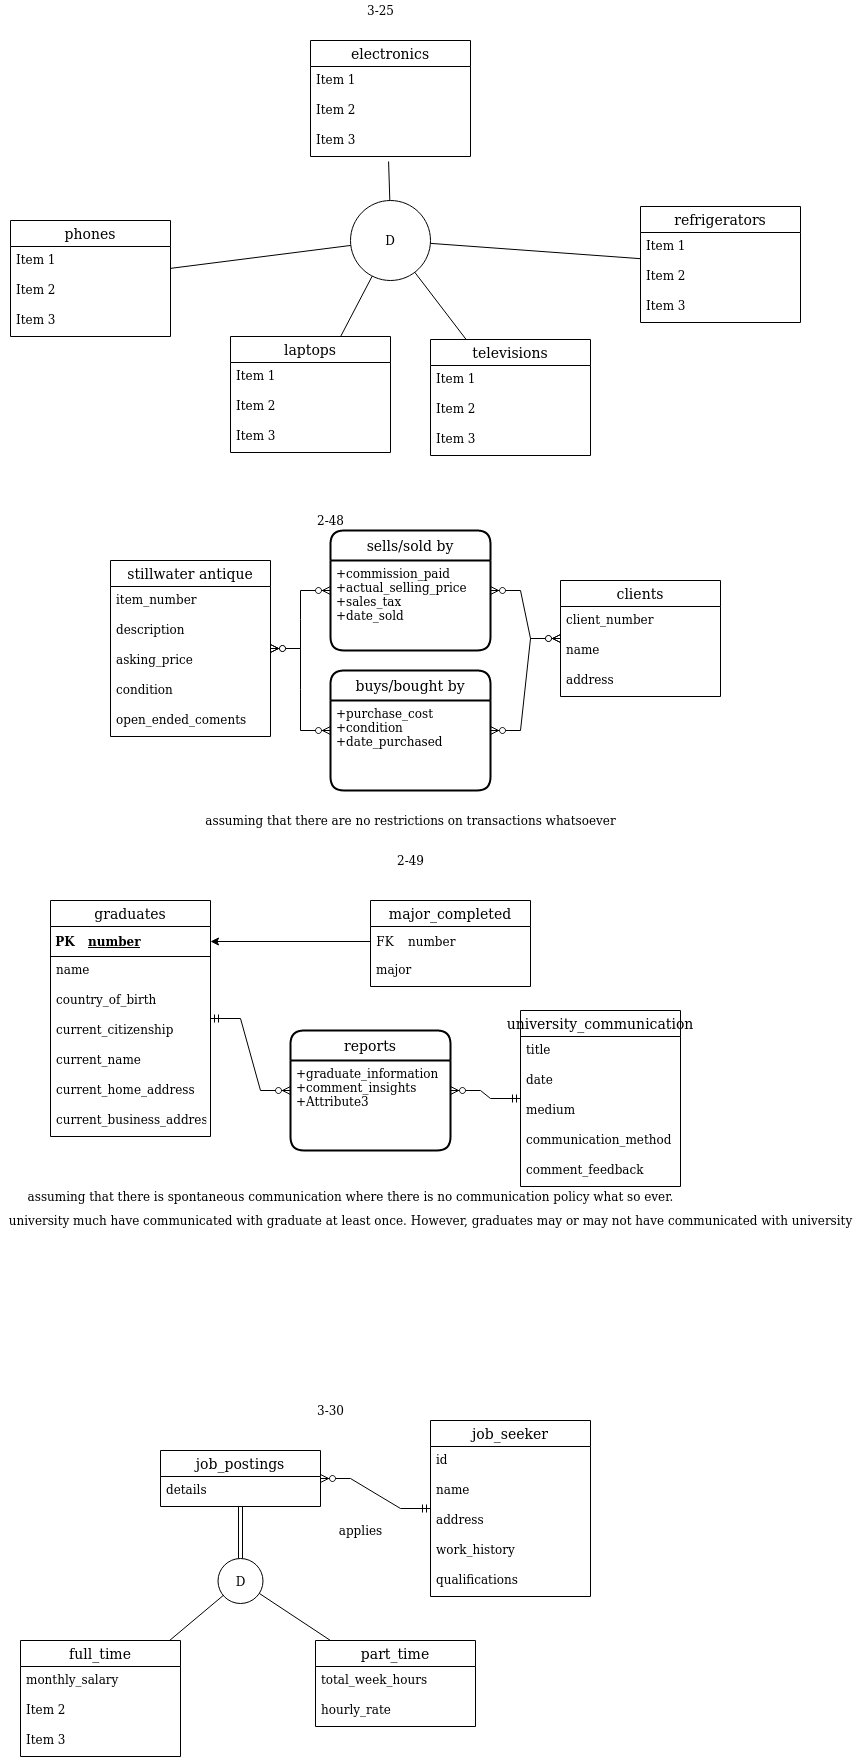 3-25
electronics
Item 1
Item 2
Item 3
D
phones
Item 1
Item 2
Item 3
refrigerators
Item 1
Item 2
Item 3
laptops
Item 1
Item 2
Item 3
televisions
Item 1
Item 2
Item 3
2-48
stillwater antique
item_number
description
asking_price
condition
open_ended_coments
sells/sold by
+commission_paid
+actual_selling_price
+sales_tax
+date_sold
buys/bought by
+purchase_cost
+condition
+date_purchased
clients
client_number
name
address
assuming that there are no restrictions on transactions whatsoever
2-49
graduates
PK number
name
country_of_birth
current_citizenship
current_name
current_home_address
current_business_addres
major_completed
FK number
major
reports
+graduate_information
+comment_insights
+Attribute3
university_communication
title
date
medium
communication_method
comment_feedback
assuming that there is spontaneous communication where there is no communication policy what so ever.
university much have communicated with graduate at least once. However, graduates may or may not have communicated with university
3-30
job_postings
details
job_seeker
id
name
address
work_history
qualifications
applies
D
full_time
monthly_salary
Item 2
Item 3
part_time
total_week_hours
hourly_rate